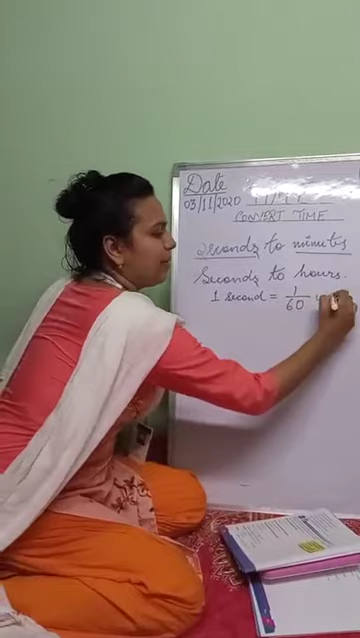 Date
03/11/2020
CONVERT TIME
Seconds to minutes
Seconds to hours.
1 second = 1/60